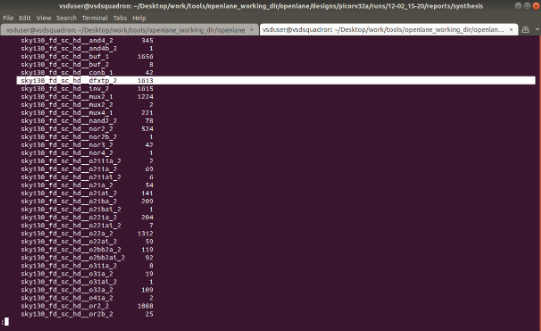 vsduser@vsdsquadron: ~/Desktop/work/tools/openlane_working_dir/openlane/designs/picorv32a/runs/12-02_15-20/reports/synthesis
File Edit View Search Terminal Tabs Help
vsduser@vsdsquadron: ~/Desktop/work/tools/openlane_working_dir/openlane × vsduser@vsdsquadron: ~/Desktop/work/tools/openlane_working_dir/openlan... ×
sky130_fd_sc_hd__and4_2 345
sky130_fd_sc_hd__and4b_2 1
sky130_fd_sc_hd__buf_1 1656
sky130_fd_sc_hd__buf_2 8
sky130_fd_sc_hd__conb_1 42
sky130_fd_sc_hd__dfxtp_2 1613
sky130_fd_sc_hd__inv_2 1615
sky130_fd_sc_hd__mux2_1 1224
sky130_fd_sc_hd__mux2_2 2
sky130_fd_sc_hd__mux4_1 221
sky130_fd_sc_hd__nand2_2 78
sky130_fd_sc_hd__nor2_2 524
sky130_fd_sc_hd__nor2b_2 1
sky130_fd_sc_hd__nor3_2 42
sky130_fd_sc_hd__nor4_2 1
sky130_fd_sc_hd__o2111a_2 2
sky130_fd_sc_hd__o211a_2 69
sky130_fd_sc_hd__o211ai_2 6
sky130_fd_sc_hd__o21a_2 54
sky130_fd_sc_hd__o21ai_2 141
sky130_fd_sc_hd__o21ba_2 209
sky130_fd_sc_hd__o21bai_2 1
sky130_fd_sc_hd__o221a_2 204
sky130_fd_sc_hd__o221ai_2 7
sky130_fd_sc_hd__o22a_2 1312
sky130_fd_sc_hd__o22ai_2 59
sky130_fd_sc_hd__o2bb2a_2 119
sky130_fd_sc_hd__o2bb2ai_2 92
sky130_fd_sc_hd__o311a_2 8
sky130_fd_sc_hd__o31a_2 19
sky130_fd_sc_hd__o31ai_2 1
sky130_fd_sc_hd__o32a_2 109
sky130_fd_sc_hd__o41a_2 2
sky130_fd_sc_hd__or2_2 1088
sky130_fd_sc_hd__or2b_2 25
: